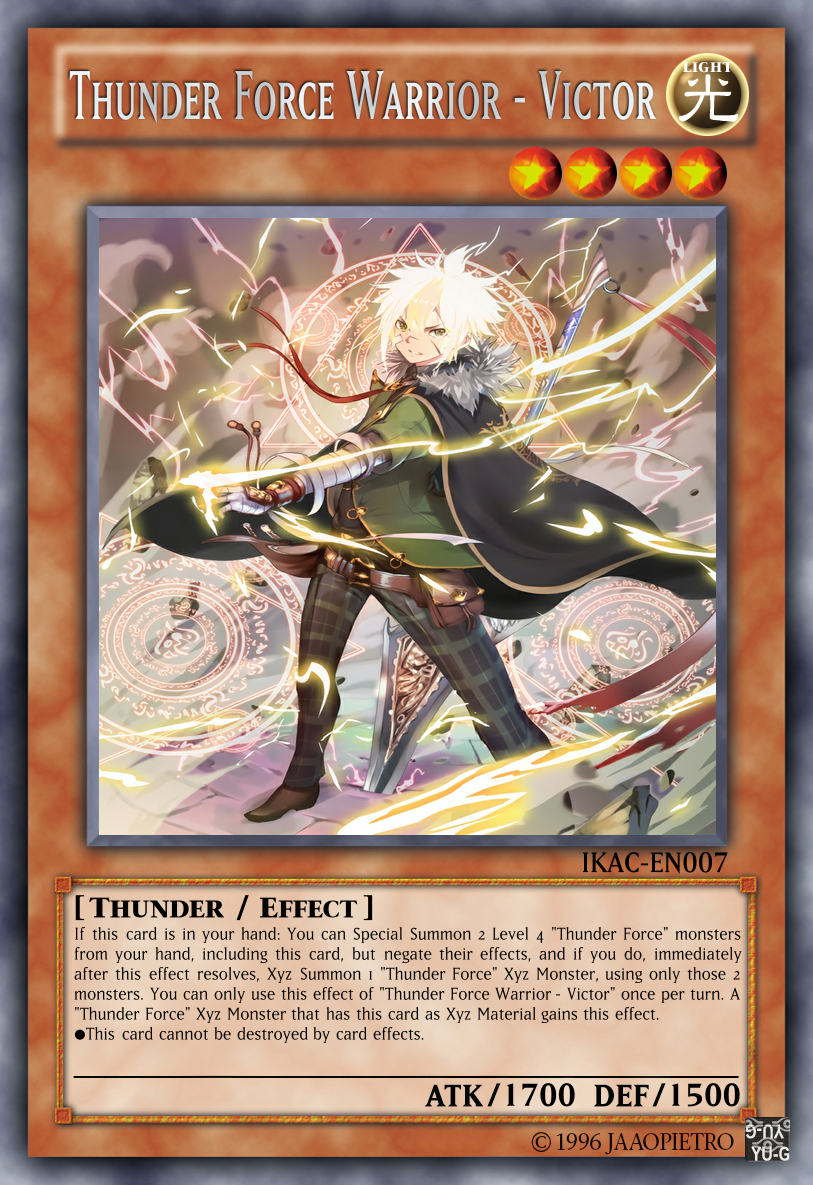 Thunder Force Warrior - Victor
LIGHT
光
IKAC-EN007
[ Thunder / Effect ]
If this card is in your hand: You can Special Summon 2 Level 4 "Thunder Force" monsters
from your hand, including this card, but negate their effects, and if you do, immediately
after this effect resolves, Xyz Summon 1 "Thunder Force" Xyz Monster, using only those 2
monsters. You can only use this effect of "Thunder Force Warrior - Victor" once per turn. A
"Thunder Force" Xyz Monster that has this card as Xyz Material gains this effect.
●This card cannot be destroyed by card effects.
ATK/1700 DEF/1500
© 1996 JAAOPIETRO
YU-G
YU-G